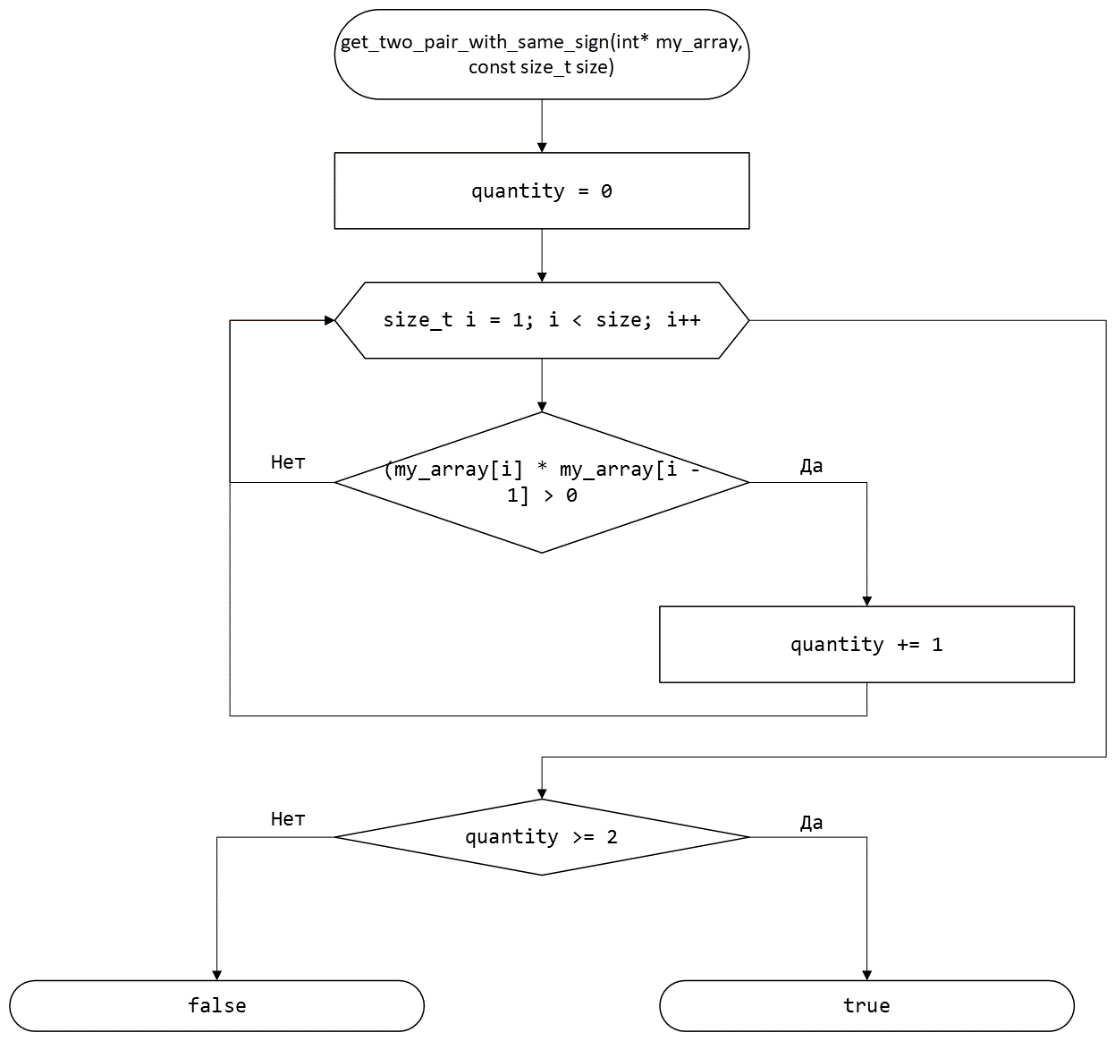 get_two_pair_with_same_sign(int* my_array,
const size_t size)
quantity = 0
size_t i = 1; i < size; i++
Нет
(my_array[i] * my_array[i -
1] > 0
Да
quantity += 1
Нет
quantity >= 2
Да
false
true